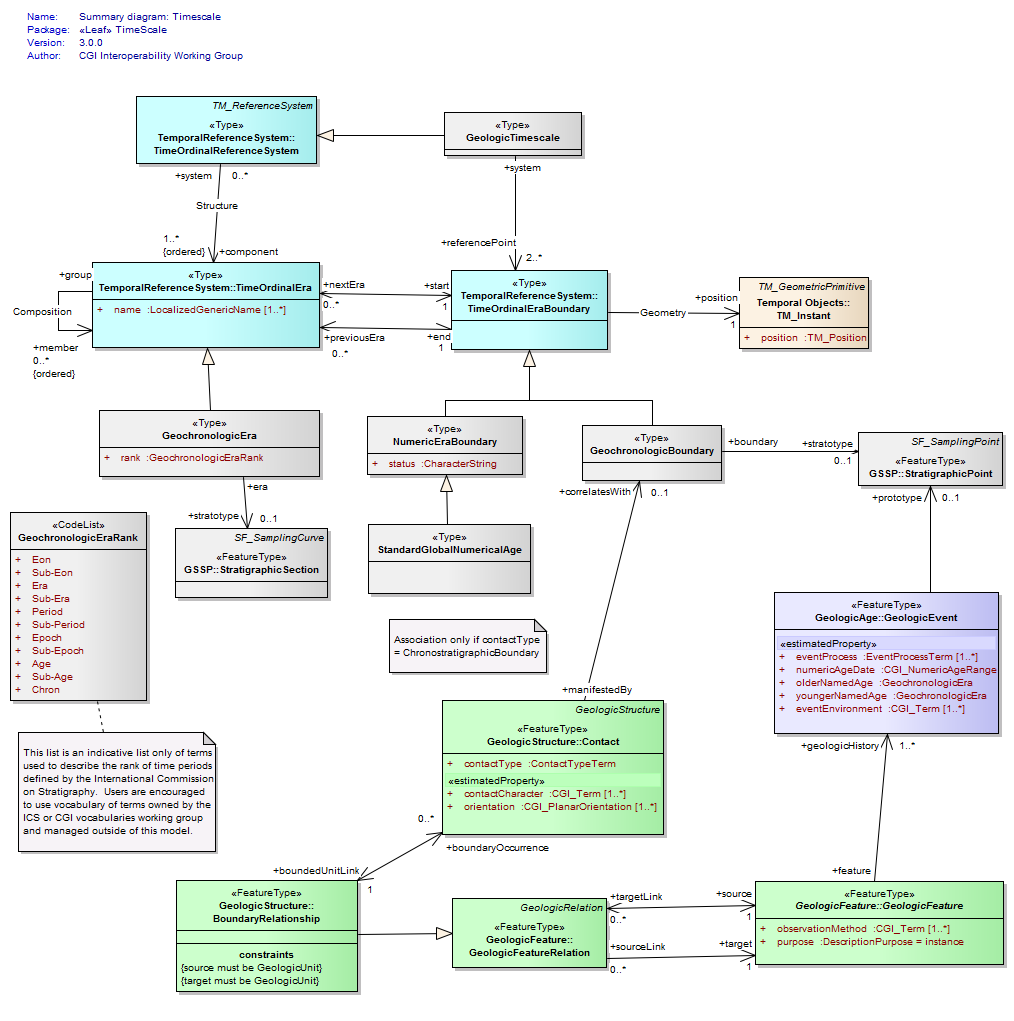 Name: Summary diagram: Timescale
Package: «Leaf» TimeScale
Version: 3.0.0
Author: CGI Interoperability Working Group
TM_ReferenceSystem
«Type»
TemporalReferenceSystem::
TimeOrdinalReferenceSystem
«Type»
GeologicTimescale
+system 0..*
+system
Structure
1..*
{ordered} +component
+referencePoint
2..*
+group
«Type»
TemporalReferenceSystem::TimeOrdinalEra
+ name :LocalizedGenericName [1..*]
Composition
+member
0..*
{ordered}
+nextEra
0..*
+start
1
+previousEra
0..*
+end
1
«Type»
TemporalReferenceSystem::
TimeOrdinalEraBoundary
Geometry
+position
1
TM_GeometricPrimitive
Temporal Objects::
TM_Instant
+ position :TM_Position
«Type»
GeochronologicEra
+ rank :GeochronologicEraRank
«Type»
NumericEraBoundary
+ status :CharacterString
«Type»
GeochronologicBoundary
+boundary
+stratotype
0..1
SF_SamplingPoint
«FeatureType»
GSSP::StratigraphicPoint
+era
+stratotype 0..1
+correlatesWith 0..1
+prototype 0..1
«CodeList»
GeochronologicEraRank
+ Eon
+ Sub-Eon
+ Era
+ Sub-Era
+ Period
+ Sub-Period
+ Epoch
+ Sub-Epoch
+ Age
+ Sub-Age
+ Chron
SF_SamplingCurve
«FeatureType»
GSSP::StratigraphicSection
«Type»
StandardGlobalNumericalAge
Association only if contactType
= ChronostratigraphicBoundary
«FeatureType»
GeologicAge::GeologicEvent
«estimatedProperty»
+ eventProcess :EventProcessTerm [1..*]
+ numericAgeDate :CGI_NumericAgeRange
+ olderNamedAge :GeochronologicEra
+ youngerNamedAge :GeochronologicEra
+ eventEnvironment :CGI_Term [1..*]
+manifestedBy
+geologicHistory 1..*
This list is an indicative list only of terms
used to describe the rank of time periods
defined by the International Commission
on Stratigraphy. Users are encouraged
to use vocabulary of terms owned by the
ICS or CGI vocabularies working group
and managed outside of this model.
GeologicStructure
«FeatureType»
GeologicStructure::Contact
+ contactType :ContactTypeTerm
«estimatedProperty»
+ contactCharacter :CGI_Term [1..*]
+ orientation :CGI_PlanarOrientation [1..*]
0..*
+boundaryOccurrence
+boundedUnitLink
1
+feature
«FeatureType»
GeologicStructure::
BoundaryRelationship
constraints
{source must be GeologicUnit}
{target must be GeologicUnit}
GeologicRelation
«FeatureType»
GeologicFeature::
GeologicFeatureRelation
+targetLink
0..*
+source
1
+sourceLink
0..*
+target
1
«FeatureType»
GeologicFeature::GeologicFeature
+ observationMethod :CGI_Term [1..*]
+ purpose :DescriptionPurpose = instance